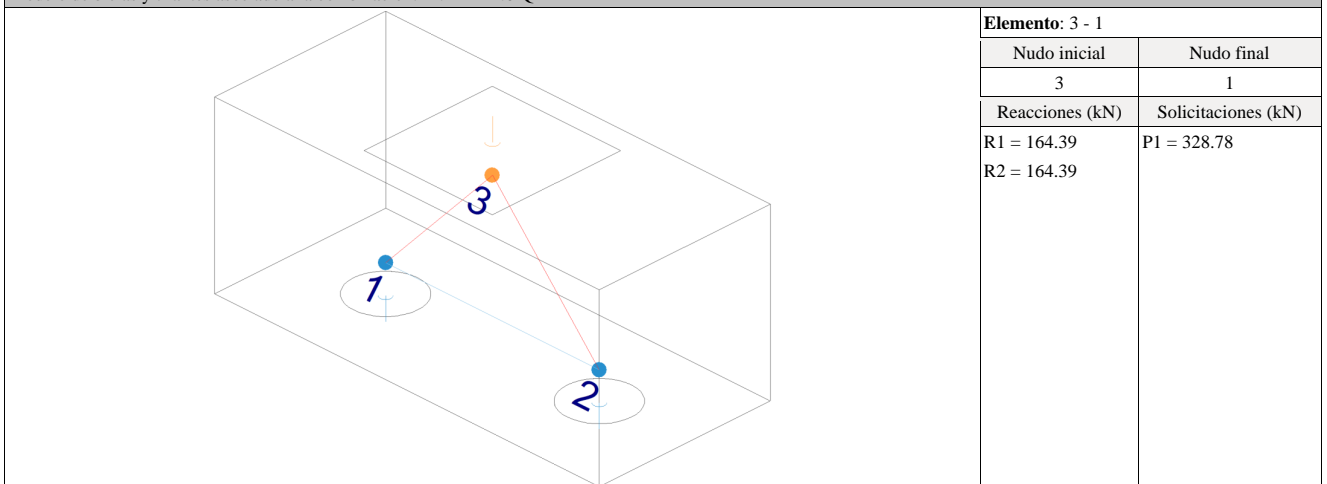 Elemento: 3 - 1
Nudo inicial Nudo final
3 1
Reacciones (kN) Solicitaciones (kN)
R1 = 164.39 P1 = 328.78
R2 = 164.39
3
1
2